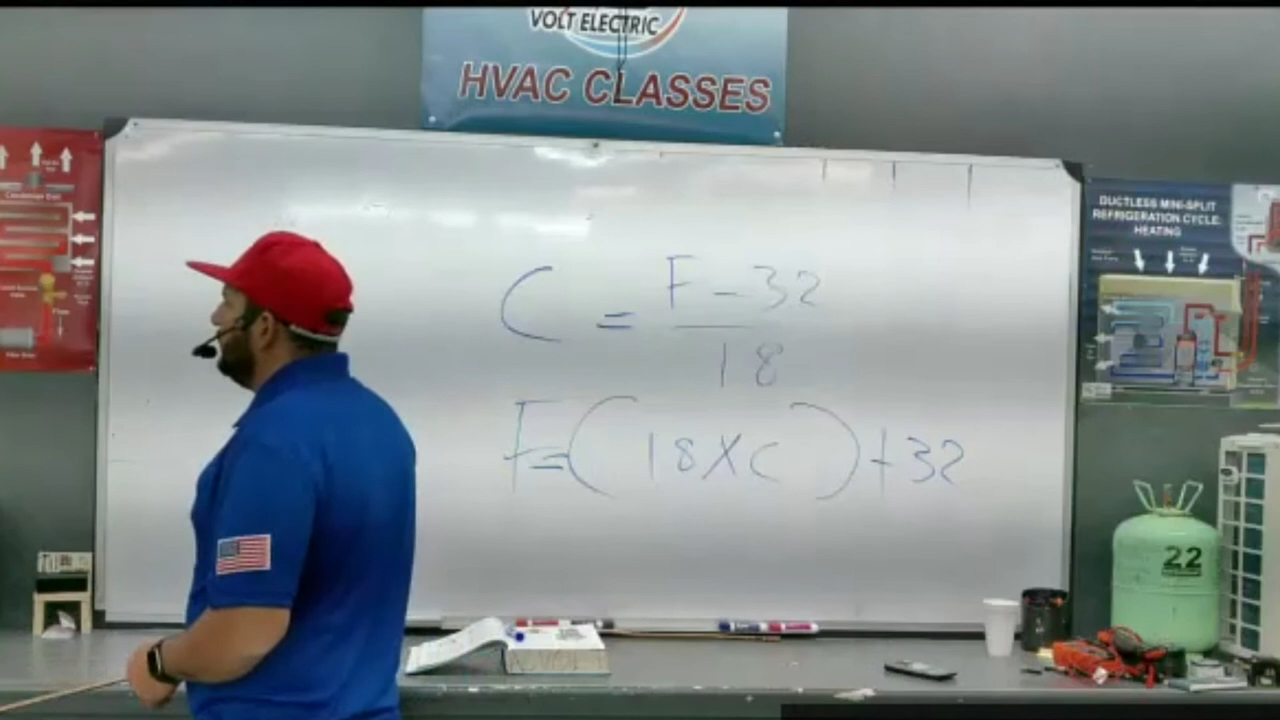 VOLT ELECTRIC
HVAC CLASSES
DUCTLESS MINI-SPLIT
REFRIGERATION CYCLE:
HEATING
C = F - 32
18
F = ( 18 X C ) + 32
22